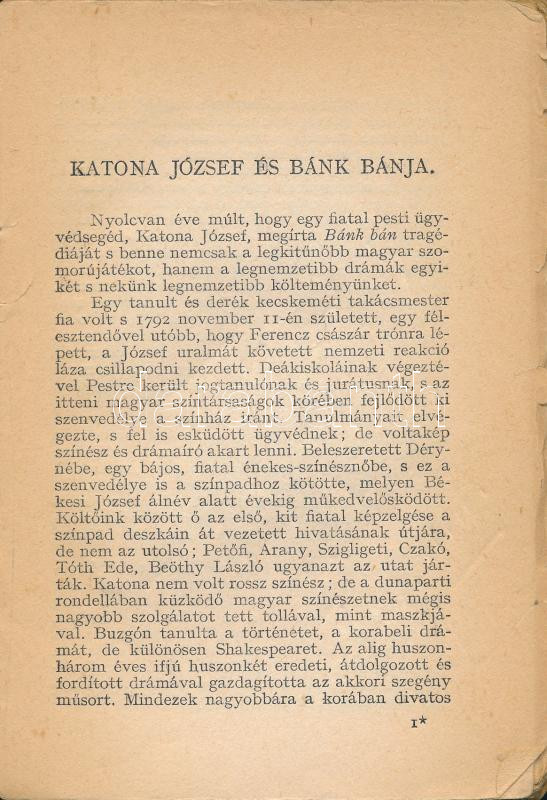 KATONA JÓZSEF ÉS BÁNK BÁNJA.
Nyolcvan éve múlt, hogy egy fiatal pesti ügy-
védsegéd, Katona József, megírta Bánk bán tragé-
diáját s benne nemcsak a legkitűnőbb magyar szo-
morújátékot, hanem a legnemzetibb drámák egyi-
két s nekünk legnemzetibb költeményünket.
Egy tanult és derék kecskeméti takácsmester
fia volt s 1792 november 11-én született, egy fél-
esztendővel utóbb, hogy Ferencz császár trónra lé-
pett, a József uralmát követett nemzeti reakció
láza csillapodni kezdett. Deákiskoláinak végezté-
vel Pestre került jogtanulónak és jurátusnak, s az
itteni magyar színtársaságok körében fejlődött ki
szenvedélye a színház iránt. Tanulmányait elvé-
gezte, s fel is esküdött ügyvédnek; de voltakép
színész és drámaíró akart lenni. Beleszeretett Déry-
nébe, egy bájos, fiatal énekes-színésznőbe, s ez a
szenvedélye is a színpadhoz kötötte, melyen Bé-
kesi József álnév alatt évekig műkedvelősködött.
Költőink között ő az első, kit fiatal képzelgése a
színpad deszkáin át vezetett hivatásának útjára,
de nem az utolsó; Petőfi, Arany, Szigligeti, Czakó,
Tóth Ede, Beöthy László ugyanazt az utat jár-
ták. Katona nem volt rossz színész; de a dunaparti
rondellában küzködő magyar színészetnek mégis
nagyobb szolgálatot tett tollával, mint maszkjá-
val. Buzgón tanulta a történetet, a korabeli drá-
mát, de különösen Shakespearet. Az alig huszon-
három éves ifjú huszonkét eredeti, átdolgozott és
fordított drámával gazdagította az akkori szegény
műsort. Mindezek nagyobbára a korában divatos
1*